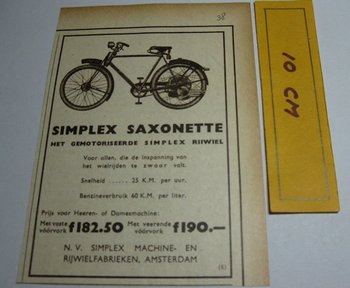 38
SIMPLEX SAXONETTE
HET GEMOTORISEERDE SIMPLEX RIJWIEL
Voor allen, die de inspanning van
het wielrijden te zwaar valt.
Snelheid ...... 25 K.M. per uur.
Benzineverbruik 60 K.M. per liter.
Prijs voor Heeren- of Damesmachine:
Met vaste vóórvork f182.50 Met veerende vóórvork f190.—
N. V. SIMPLEX MACHINE- EN
RIJWIELFABRIEKEN, AMSTERDAM
10 CM